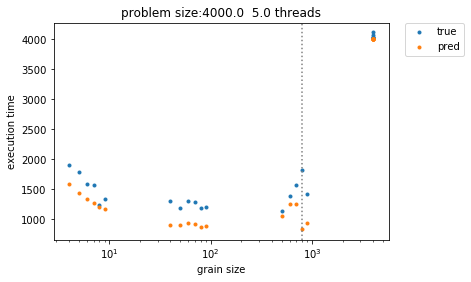 problem size:4000.0  5.0 threads
true
pred
4000
3500
3000
2500
2000
1500
1000
execution time
10¹ 10² 10³
grain size